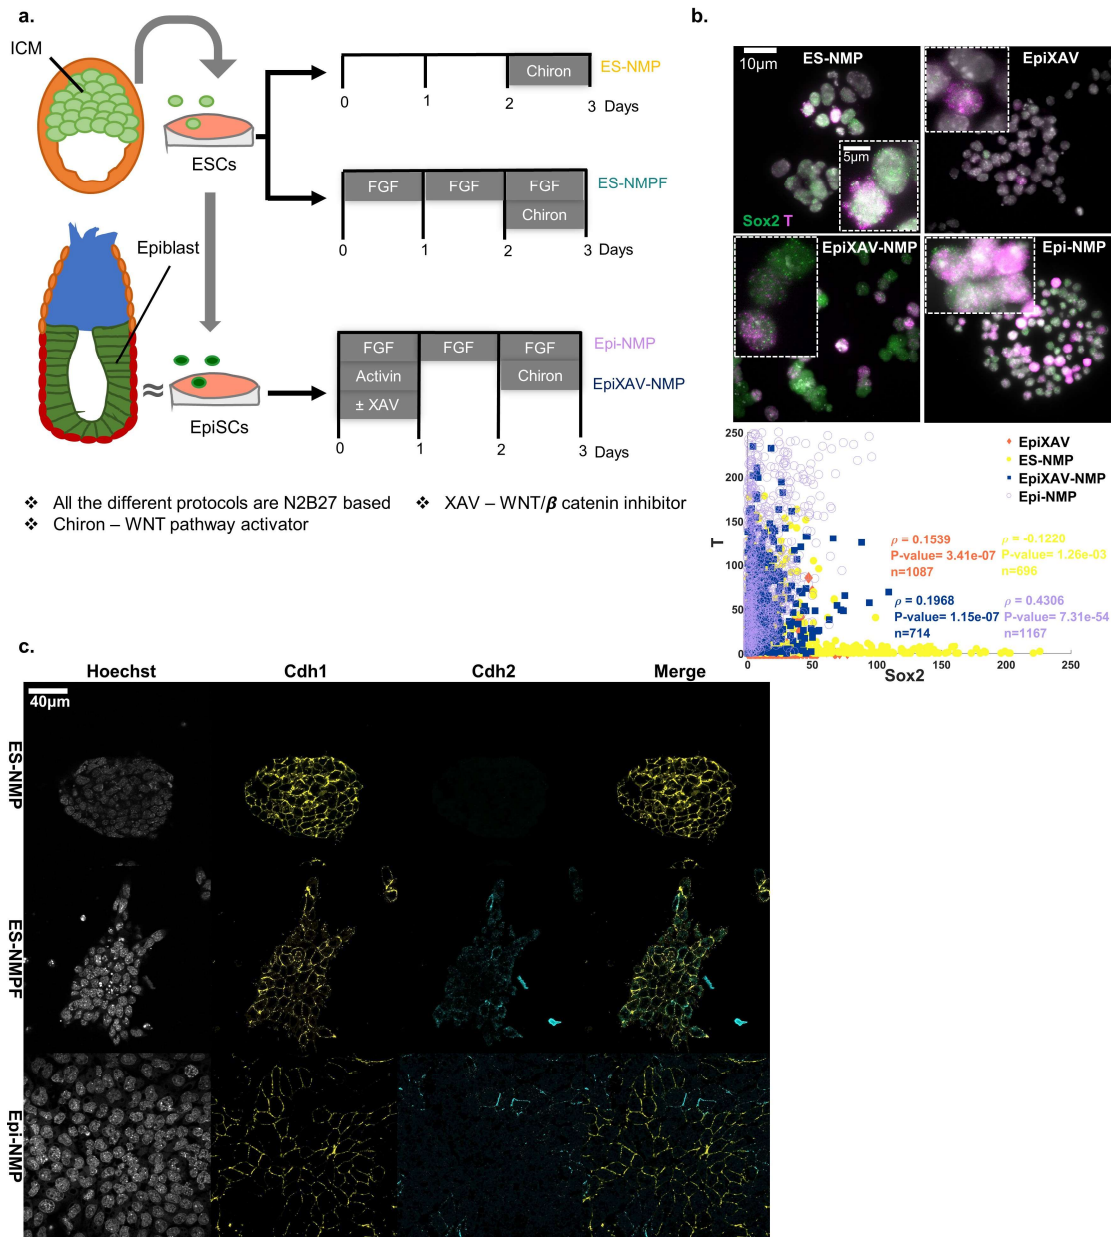 a.
ICM
ESCs
Chiron
ES-NMP
0 1 2 3 Days
FGF FGF FGF
Chiron
ES-NMPF
0 1 2 3 Days
Epiblast
≈
EpiSCs
FGF FGF FGF
Activin Chiron
± XAV
Epi-NMP
EpiXAV-NMP
0 1 2 3 Days
❖ All the different protocols are N2B27 based
❖ Chiron – WNT pathway activator
❖ XAV – WNT/β catenin inhibitor
b.
10μm
ES-NMP
EpiXAV
5μm
Sox2 T
EpiXAV-NMP
Epi-NMP
250
200
150
100
50
0
T
EpiXAV
ES-NMP
EpiXAV-NMP
Epi-NMP
ρ = 0.1539
P-value= 3.41e-07
n=1087
ρ = -0.1220
P-value= 1.26e-03
n=696
ρ = 0.1968
P-value= 1.15e-07
n=714
ρ = 0.4306
P-value= 7.31e-54
n=1167
50 100 150 200 250
Sox2
c.
Hoechst Cdh1 Cdh2 Merge
40μm
ES-NMP
ES-NMPF
Epi-NMP